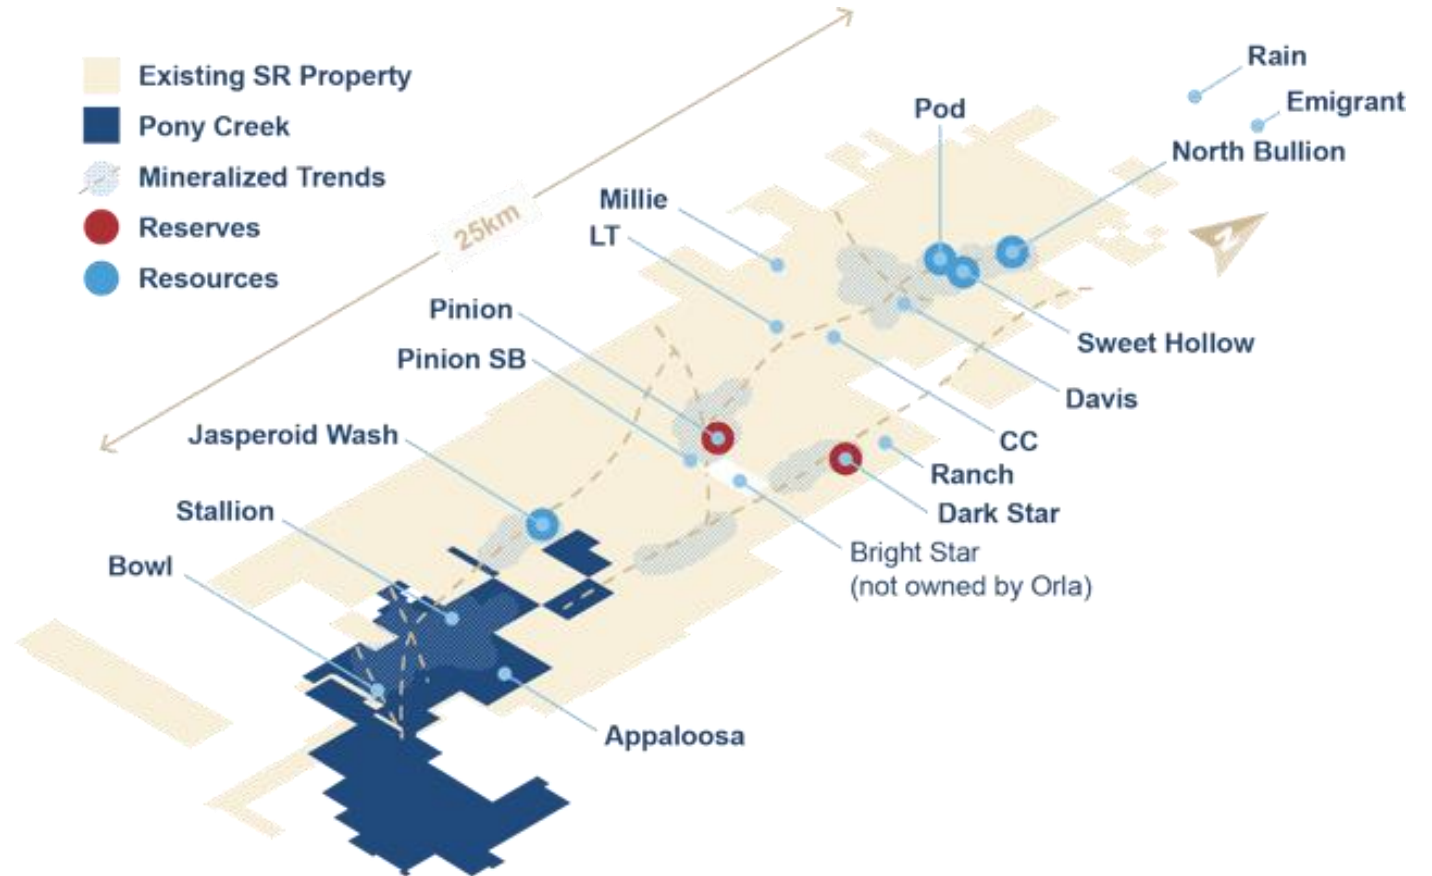 Existing SR Property
Pony Creek
Mineralized Trends
Reserves
Resources
25km
Rain
Emigrant
Pod
North Bullion
Millie
LT
N
Pinion
Pinion SB
Sweet Hollow
Davis
Jasperoid Wash
CC
Ranch
Stallion
Dark Star
Bright Star
(not owned by Orla)
Bowl
Appaloosa